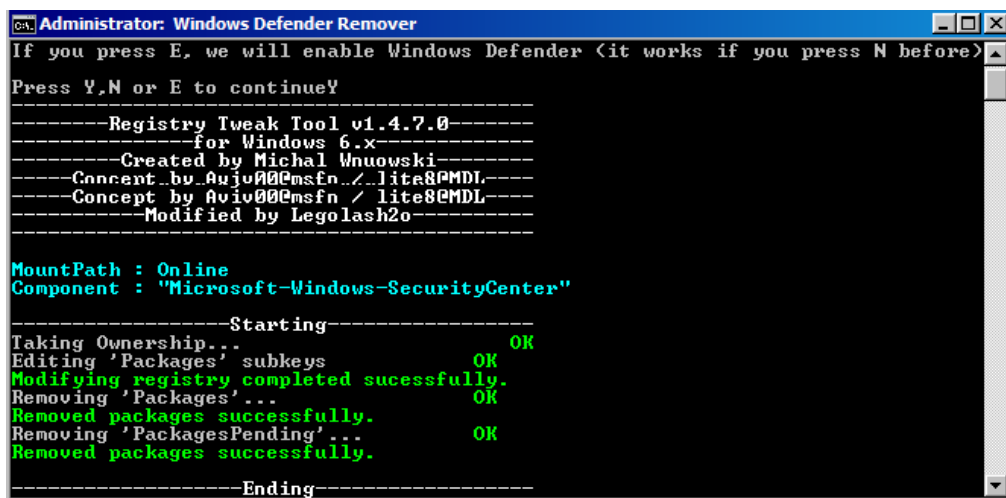 Administrator: Windows Defender Remover
If you press E, we will enable Windows Defender (it works if you press N before)
Press Y,N or E to continueY
---------------------------------------------
--------Registry Tweak Tool v1.4.7.0-------
---------------for Windows 6.x-------------
---------Created by Michal Wnuowski--------
-----Concept by Aviv00@msfn / lite8@MDL----
-----Concept by Aviv00@msfn / lite8@MDL----
-----------Modified by Legolash2o----------
---------------------------------------------
MountPath : Online
Component : "Microsoft-Windows-SecurityCenter"
------------------Starting-----------------
Taking Ownership... OK
Editing 'Packages' subkeys OK
Modifying registry completed sucessfully.
Removing 'Packages'... OK
Removed packages successfully.
Removing 'PackagesPending'... OK
Removed packages successfully.
-------------------Ending------------------